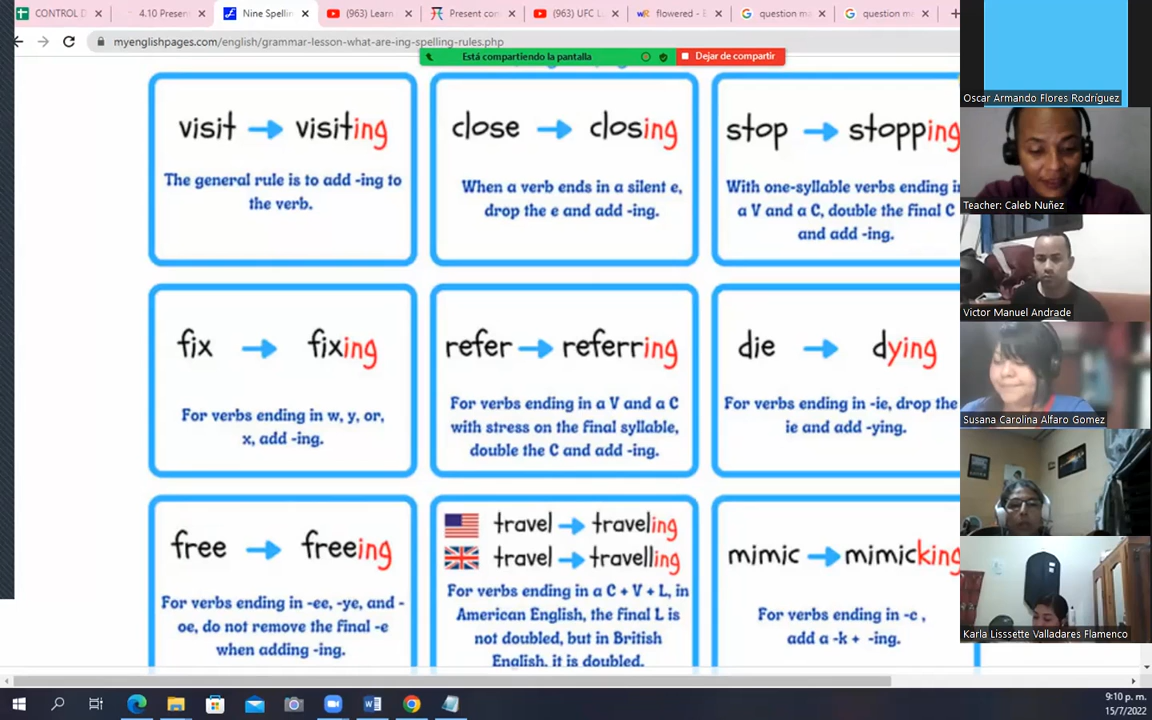 CONTROL D
4.10 Presen
Nine Spellin
(963) Learn
Present con
(963) UFC L
flowered - E
question ma
question ma
myenglishpages.com/english/grammar-lesson-what-are-ing-spelling-rules.php
Está compartiendo la pantalla
Dejar de compartir
visit → visiting
The general rule is to add -ing to
the verb.
close → closing
When a verb ends in a silent e,
drop the e and add -ing.
stop → stopping
With one-syllable verbs ending in
a V and a C, double the final C
and add -ing.
fix → fixing
For verbs ending in w, y, or,
x, add -ing.
refer → referring
For verbs ending in a V and a C
with stress on the final syllable,
double the C and add -ing.
die → dying
For verbs ending in -ie, drop the
ie and add -ying.
free → freeing
For verbs ending in -ee, -ye, and -
oe, do not remove the final -e
when adding -ing.
travel → traveling
travel → travelling
For verbs ending in a C + V + L, in
American English, the final L is
not doubled, but in British
English, it is doubled.
mimic → mimicking
For verbs ending in -c ,
add a -k + -ing.
Oscar Armando Flores Rodríguez
Teacher: Caleb Nuñez
Victor Manuel Andrade
Susana Carolina Alfaro Gomez
Karla Lisssette Valladares Flamenco
9:10 p. m.
15/7/2022